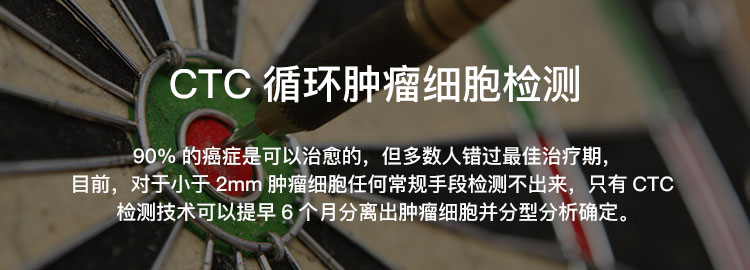 CTC 循环肿瘤细胞检测
90% 的癌症是可以治愈的，但多数人错过最佳治疗期，
目前，对于小于 2mm 肿瘤细胞任何常规手段检测不出来，只有 CTC
检测技术可以提早 6 个月分离出肿瘤细胞并分型分析确定。